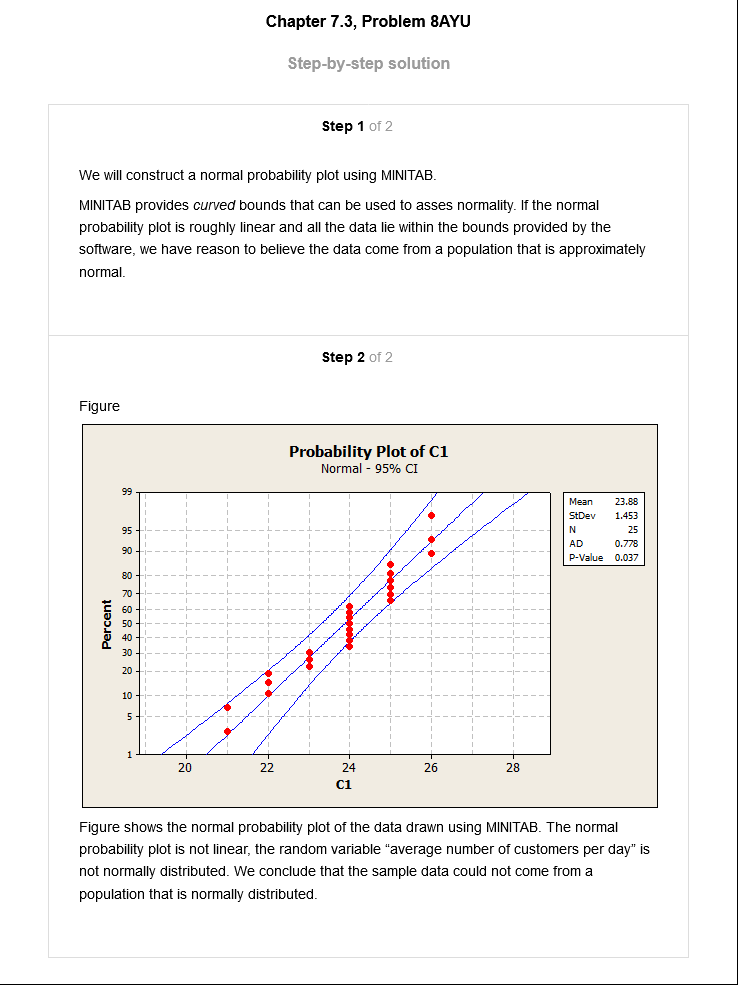 Chapter 7.3, Problem 8AYU
Step-by-step solution
Step 1 of 2
We will construct a normal probability plot using MINITAB.
MINITAB provides curved bounds that can be used to asses normality. If the normal
probability plot is roughly linear and all the data lie within the bounds provided by the
software, we have reason to believe the data come from a population that is approximately
normal.
Step 2 of 2
Figure
Probability Plot of C1
Normal - 95% CI
99
95
90
80
70
60
50
40
30
20
10
5
1
Percent
20 22 24 26 28
C1
Mean 23.88
StDev 1.453
N 25
AD 0.778
P-Value 0.037
Figure shows the normal probability plot of the data drawn using MINITAB. The normal
probability plot is not linear, the random variable “average number of customers per day” is
not normally distributed. We conclude that the sample data could not come from a
population that is normally distributed.